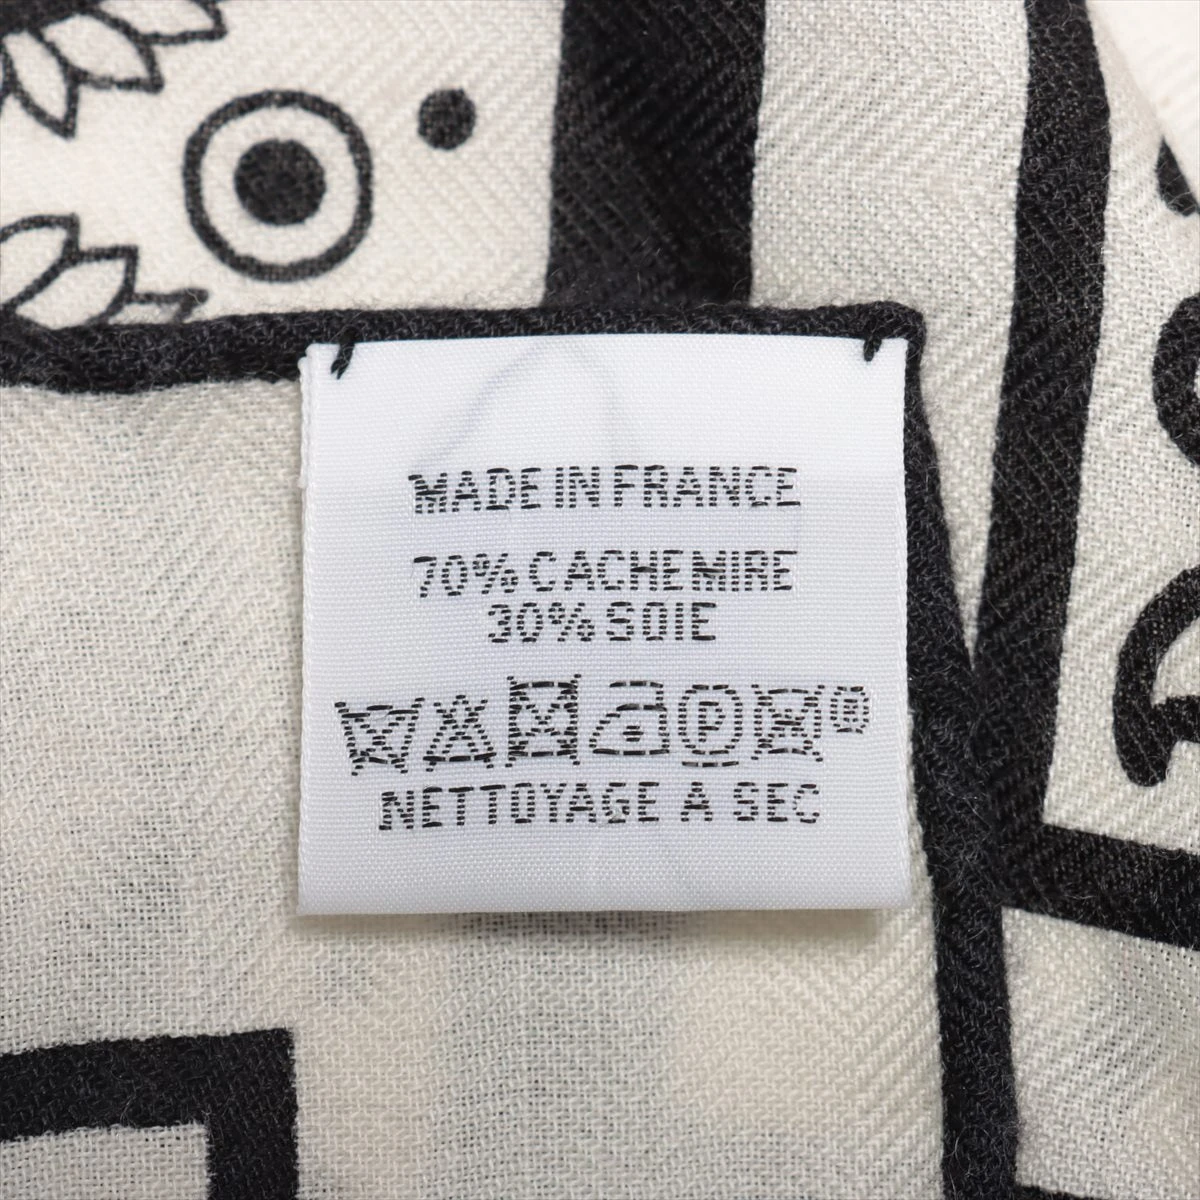 MADE IN FRANCE
70% CACHEMIRE
30% SOIE
P ®
NETTOYAGE A SEC